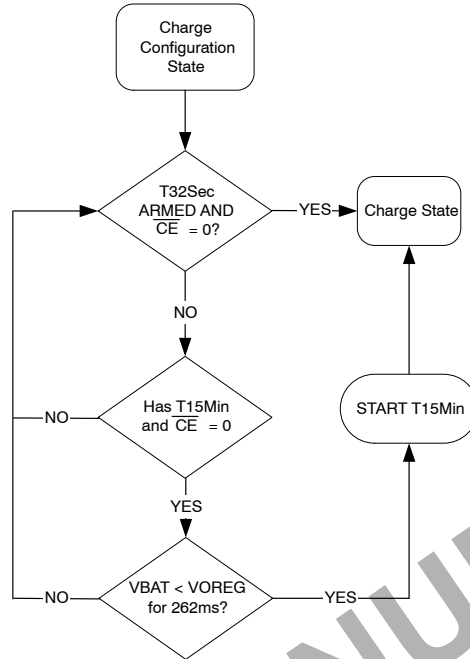 Charge
Configuration
State
T32Sec
ARMED AND
CE = 0?
YES
Charge State
NO
Has T15Min
and CE = 0
NO
START T15Min
YES
VBAT < VOREG
for 262ms?
NO
YES